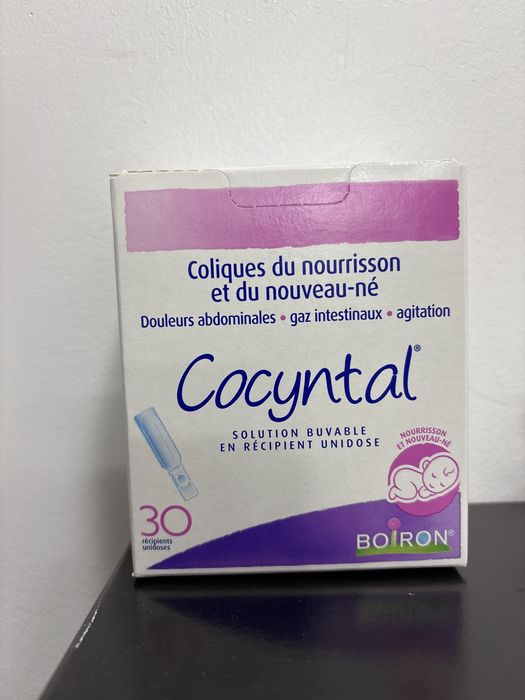 Coliques du nourrisson
et du nouveau-né
Douleurs abdominales • gaz intestinaux • agitation
Cocyntal®
SOLUTION BUVABLE
EN RÉCIPIENT UNIDOSE
NOURRISSON
ET NOUVEAU-NÉ
30
récipients
unidoses
BOIRON®